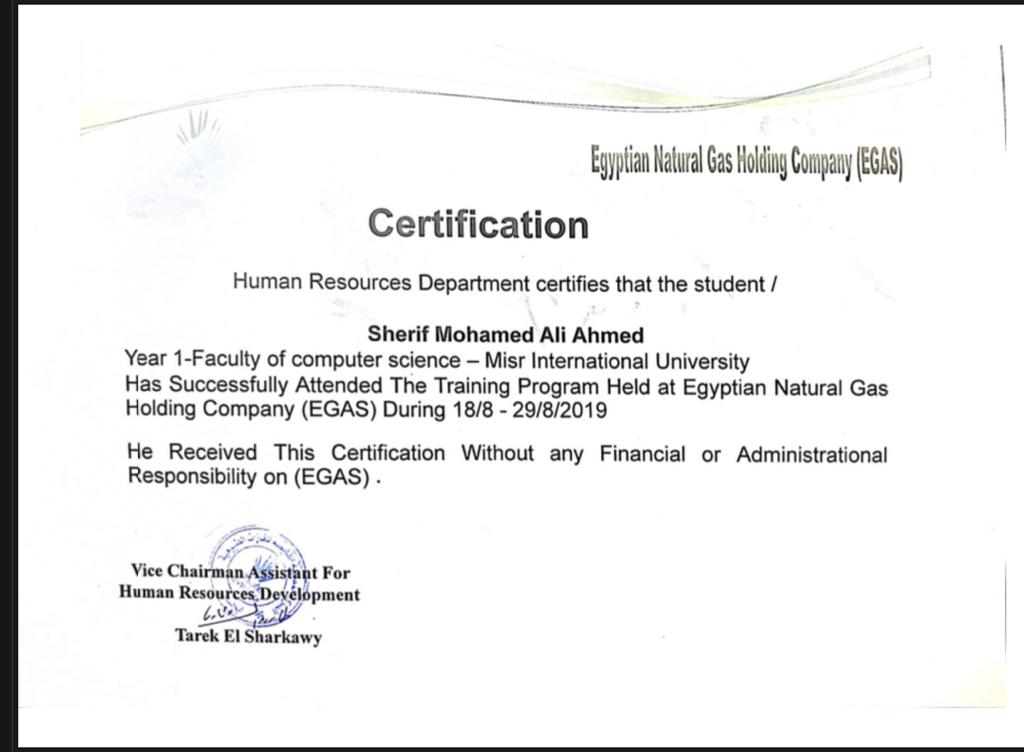 Egyptian Natural Gas Holding Company (EGAS)
Certification
Human Resources Department certifies that the student /
Sherif Mohamed Ali Ahmed
Year 1-Faculty of computer science – Misr International University
Has Successfully Attended The Training Program Held at Egyptian Natural Gas
Holding Company (EGAS) During 18/8 - 29/8/2019
He Received This Certification Without any Financial or Administrational
Responsibility on (EGAS) .
Vice Chairman Assistant For
Human Resources Development
Tarek El Sharkawy